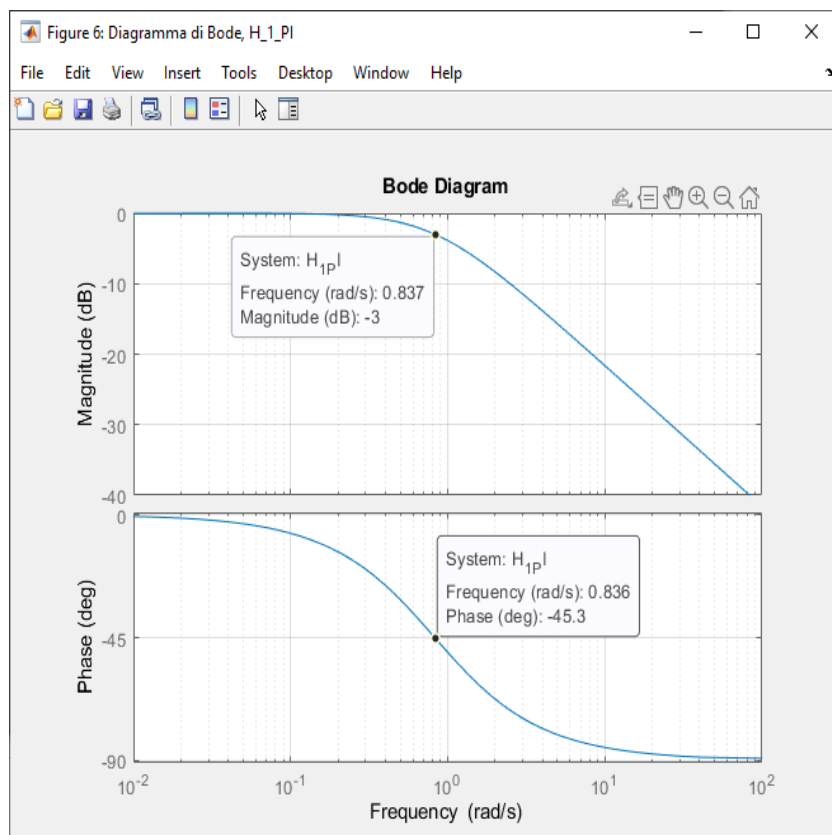 Figure 6: Diagramma di Bode, H_1_PI
File Edit View Insert Tools Desktop Window Help
Bode Diagram
Magnitude (dB)
0
-10
-20
-30
-40
System: H1PI
Frequency (rad/s): 0.837
Magnitude (dB): -3
Phase (deg)
0
-45
-90
System: H1PI
Frequency (rad/s): 0.836
Phase (deg): -45.3
10-2 10-1 100 101 102
Frequency (rad/s)